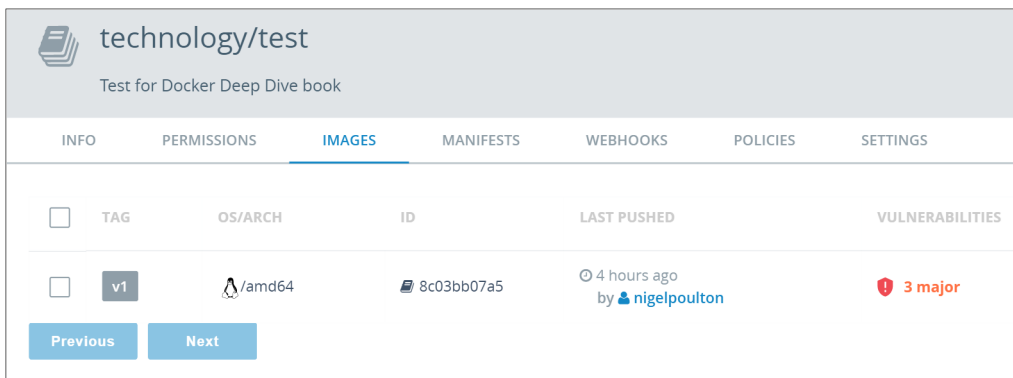 technology/test
Test for Docker Deep Dive book
INFO PERMISSIONS IMAGES MANIFESTS WEBHOOKS POLICIES SETTINGS
TAG OS/ARCH ID LAST PUSHED VULNERABILITIES
v1 /amd64 8c03bb07a5 4 hours ago 3 major
by nigelpoulton
Previous Next